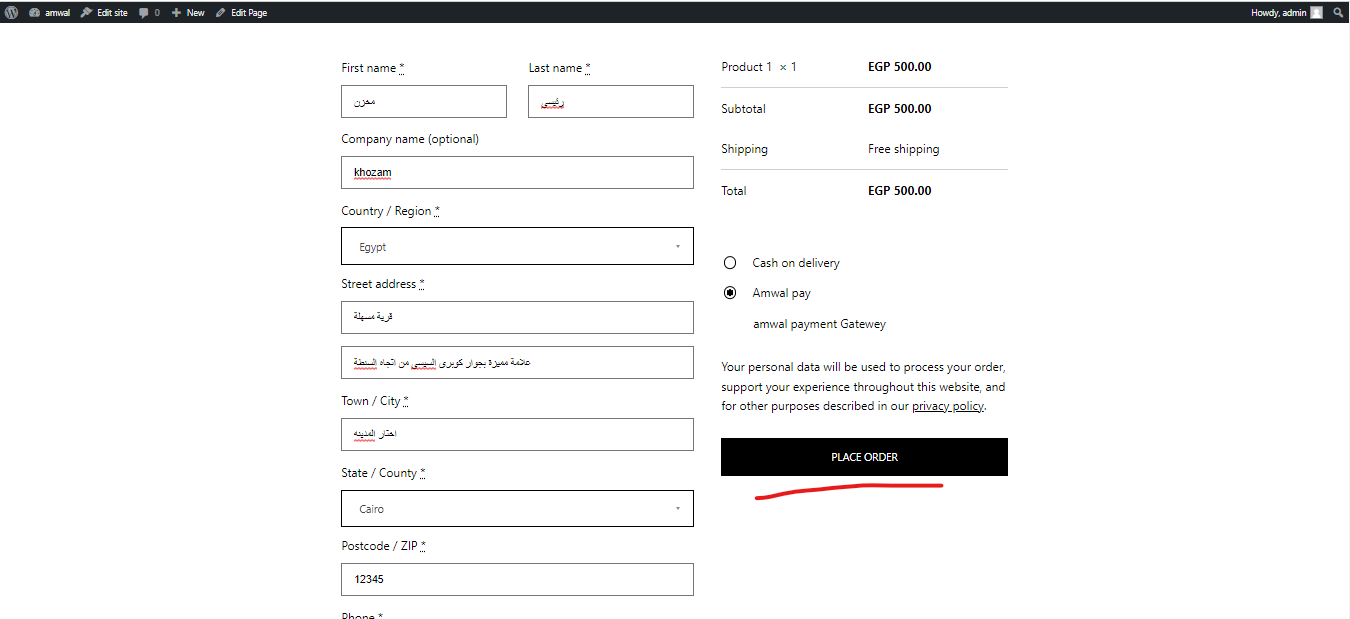 amwal Edit site 0 New Edit Page Howdy, admin
First name * Last name *
مخزن رئيسى
Company name (optional)
khozam
Country / Region *
Egypt
Street address *
قرية مسهلة
علامة مميزة بجوار كوبرى السيسي من اتجاه السنطة
Town / City *
اختار المدينه
State / County *
Cairo
Postcode / ZIP *
12345
Phone *
Product 1 × 1 EGP 500.00
Subtotal EGP 500.00
Shipping Free shipping
Total EGP 500.00
Cash on delivery
Amwal pay
amwal payment Gatewey
Your personal data will be used to process your order,
support your experience throughout this website, and
for other purposes described in our privacy policy.
PLACE ORDER